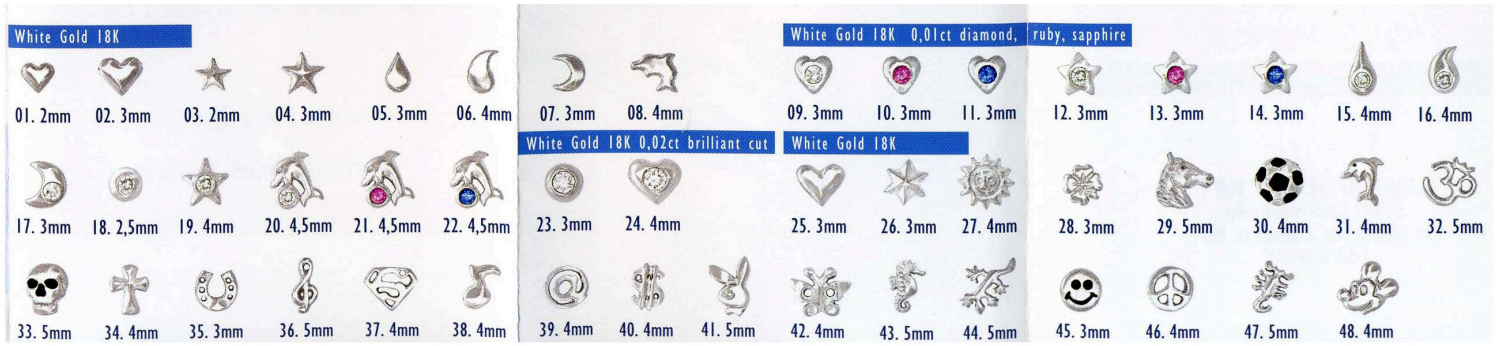 White Gold 18K
White Gold 18K 0,01ct diamond, ruby, sapphire
01. 2mm 02. 3mm 03. 2mm 04. 3mm 05. 3mm 06. 4mm 07. 3mm 08. 4mm 09. 3mm 10. 3mm 11. 3mm 12. 3mm 13. 3mm 14. 3mm 15. 4mm 16. 4mm
White Gold 18K 0,02ct brilliant cut White Gold 18K
17. 3mm 18. 2,5mm 19. 4mm 20. 4,5mm 21. 4,5mm 22. 4,5mm 23. 3mm 24. 4mm 25. 3mm 26. 3mm 27. 4mm 28. 3mm 29. 5mm 30. 4mm 31. 4mm 32. 5mm
33. 5mm 34. 4mm 35. 3mm 36. 5mm 37. 4mm 38. 4mm 39. 4mm 40. 4mm 41. 5mm 42. 4mm 43. 5mm 44. 5mm 45. 3mm 46. 4mm 47. 5mm 48. 4mm